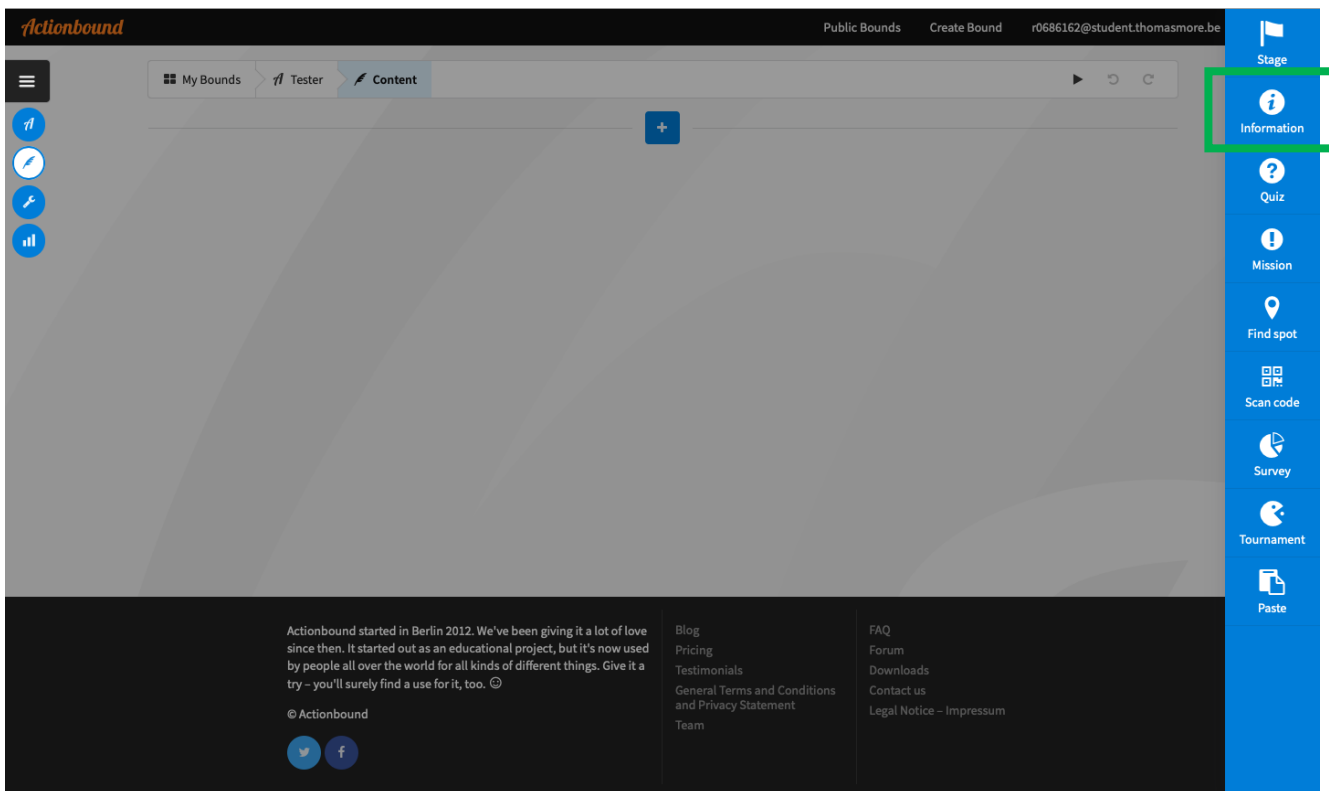 Actionbound
Public Bounds Create Bound r0686162@student.thomasmore.be
My Bounds Tester Content
Stage
Information
Quiz
Mission
Find spot
Scan code
Survey
Tournament
Paste
Actionbound started in Berlin 2012. We've been giving it a lot of love
since then. It started out as an educational project, but it's now used
by people all over the world for all kinds of different things. Give it a
try – you'll surely find a use for it, too. ☺
© Actionbound
Blog
Pricing
Testimonials
General Terms and Conditions
and Privacy Statement
Team
FAQ
Forum
Downloads
Contact us
Legal Notice – Impressum